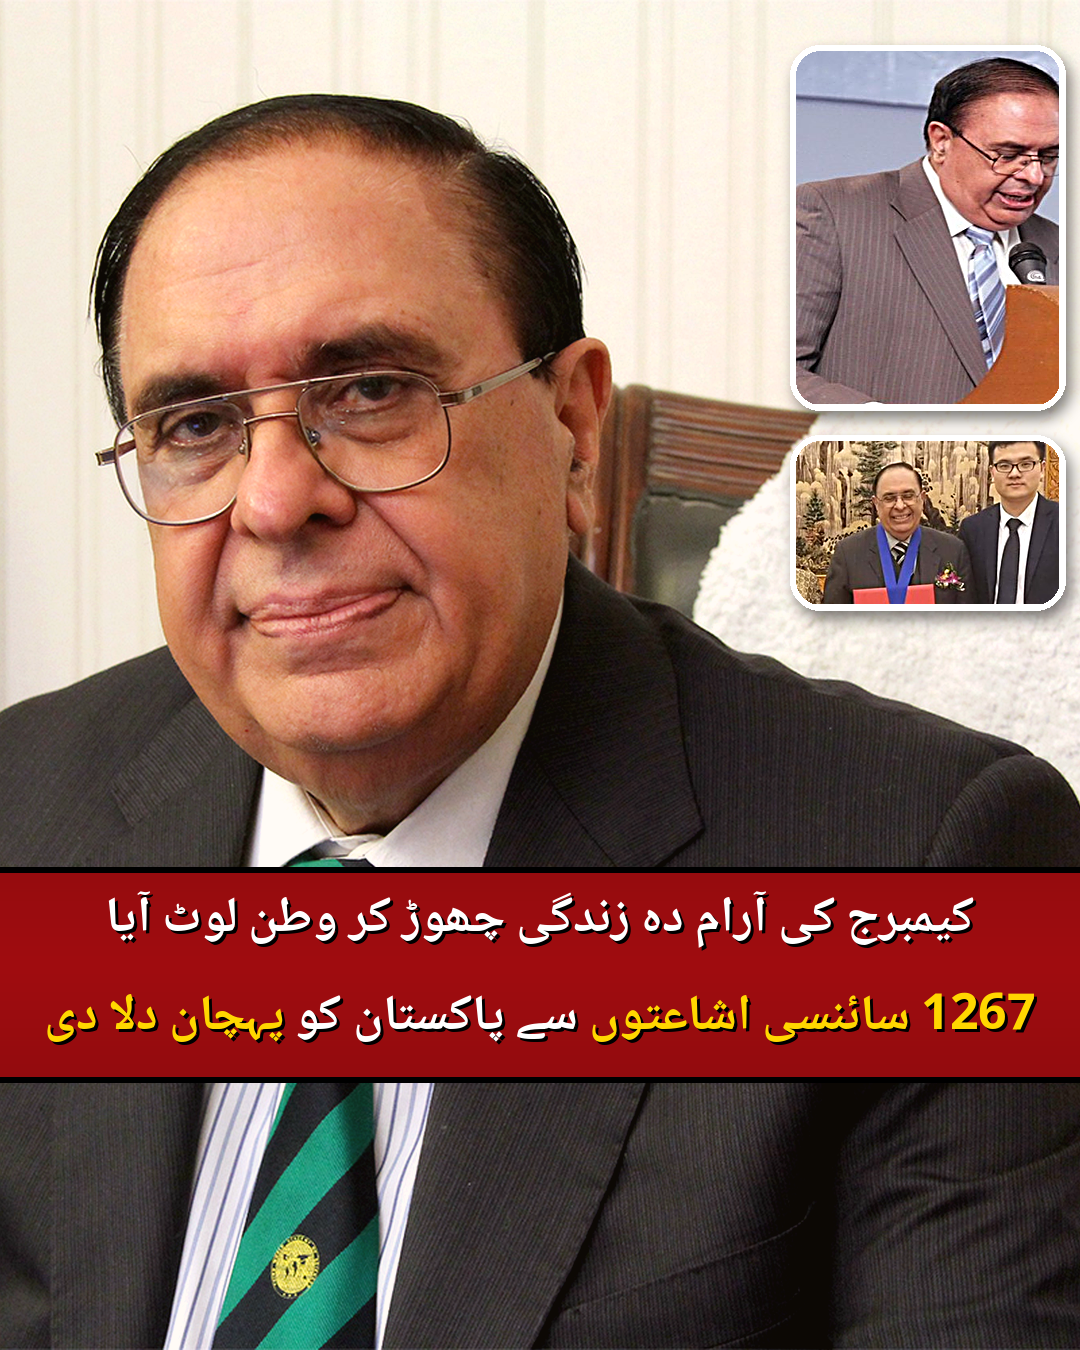 کیمبرج کی آرام دہ زندگی چھوڑ کر وطن لوٹ آیا
1267 سائنسی اشاعتوں سے پاکستان کو پہچان دلا دی